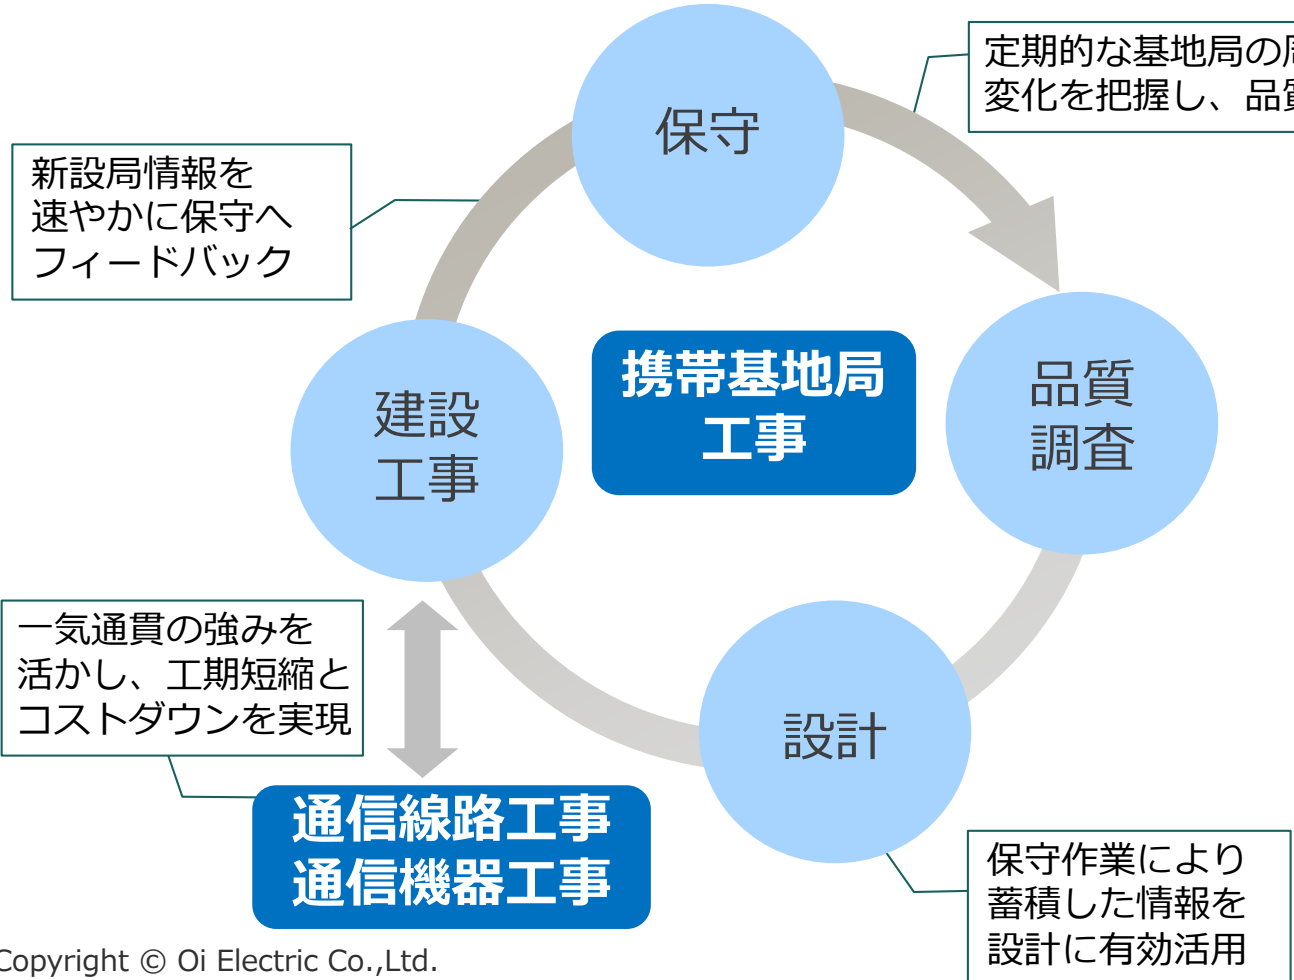 定期的な基地局の
変化を把握し、品質
保守
新設局情報を
速やかに保守へ
フィードバック
携帯基地局
工事
品質
調査
建設
工事
一気通貫の強みを
活かし、工期短縮と
コストダウンを実現
設計
通信線路工事
通信機器工事
保守作業により
蓄積した情報を
設計に有効活用
Copyright © Oi Electric Co.,Ltd.